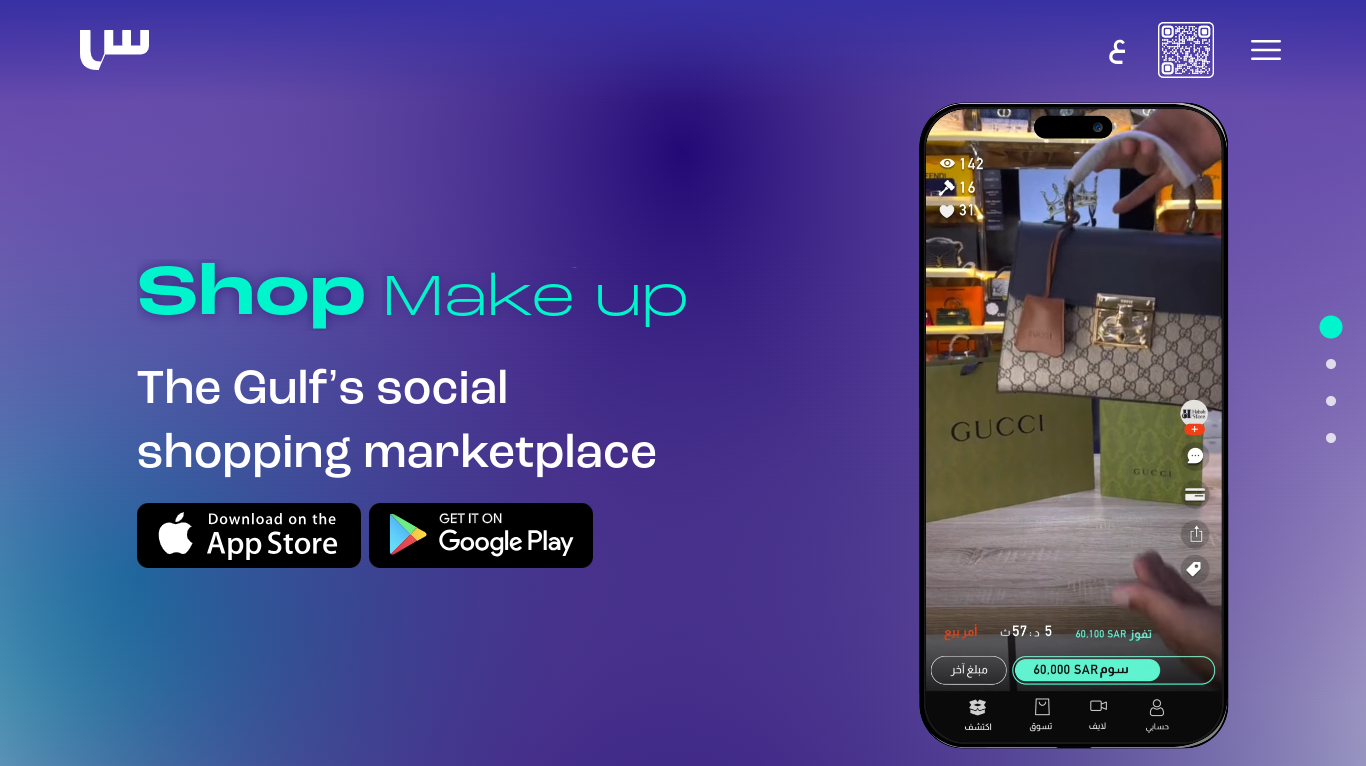 س
ع
Shop Make up
The Gulf’s social
shopping marketplace
Download on the
App Store
GET IT ON
Google Play
142
16
31
FENDI
GUCCI
GUCCI
أمر بيع
5 د : 57 ث
تفوز 60,100 SAR
مبلغ آخر
سوم 60,000 SAR
اكتشف
تسوق
لايف
حسابي